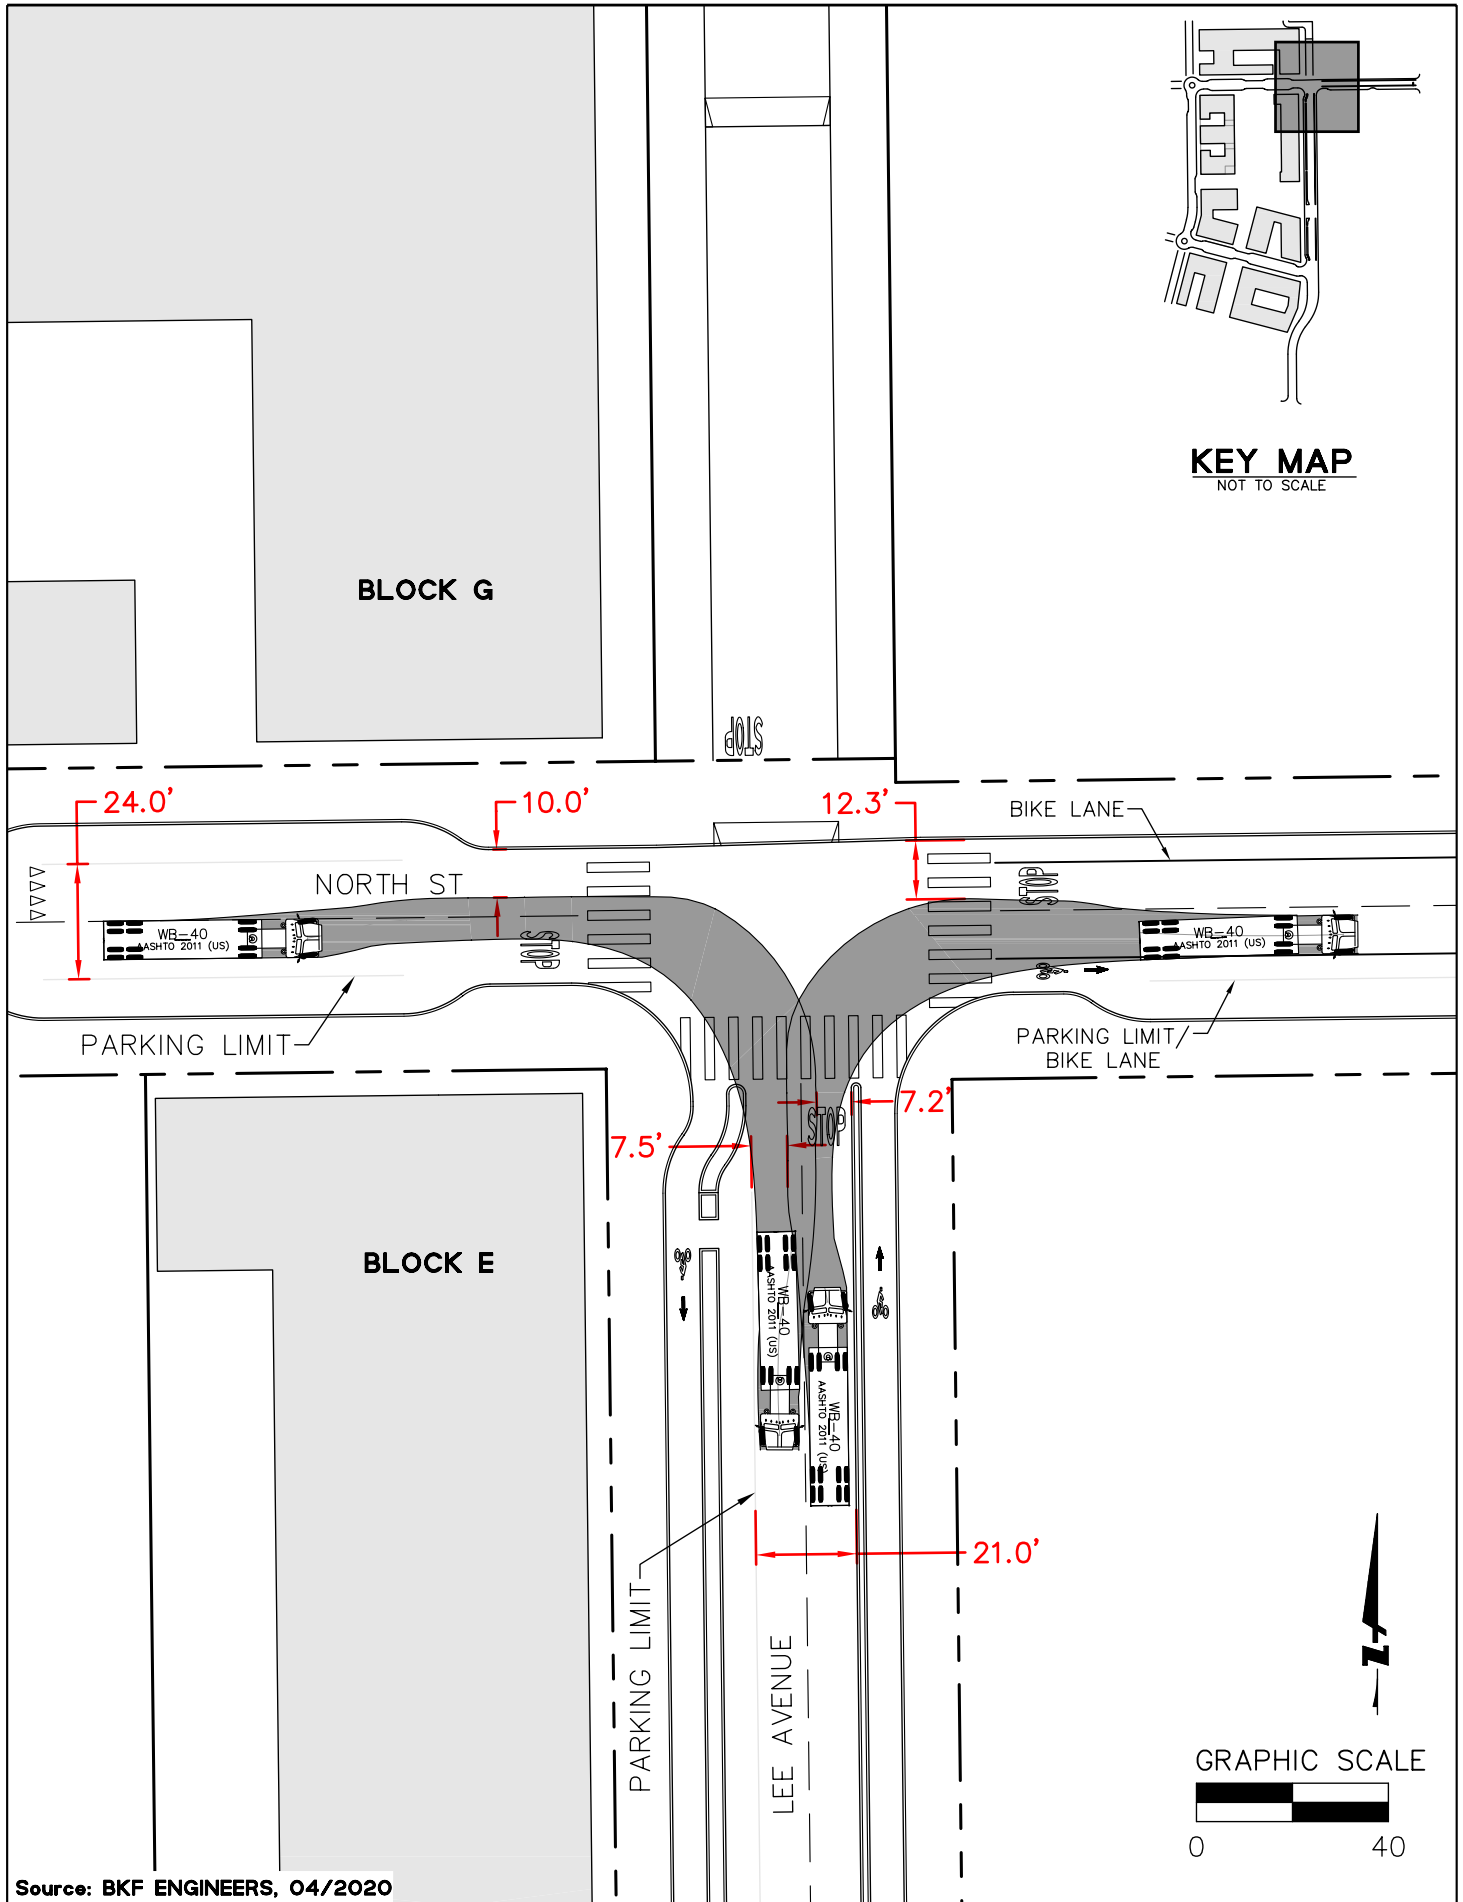 KEY MAP
NOT TO SCALE
BLOCK G
STOP
24.0'
10.0'
12.3'
BIKE LANE
NORTH ST
STOP
WB-40
AASHTO 2011 (US)
STOP
WB-40
AASHTO 2011 (US)
PARKING LIMIT
PARKING LIMIT/
BIKE LANE
7.2'
STOP
7.5'
BLOCK E
WB-40
AASHTO 2011 (US)
WB-40
AASHTO 2011 (US)
21.0'
PARKING LIMIT
LEE AVENUE
GRAPHIC SCALE
0 40
Source: BKF ENGINEERS, 04/2020